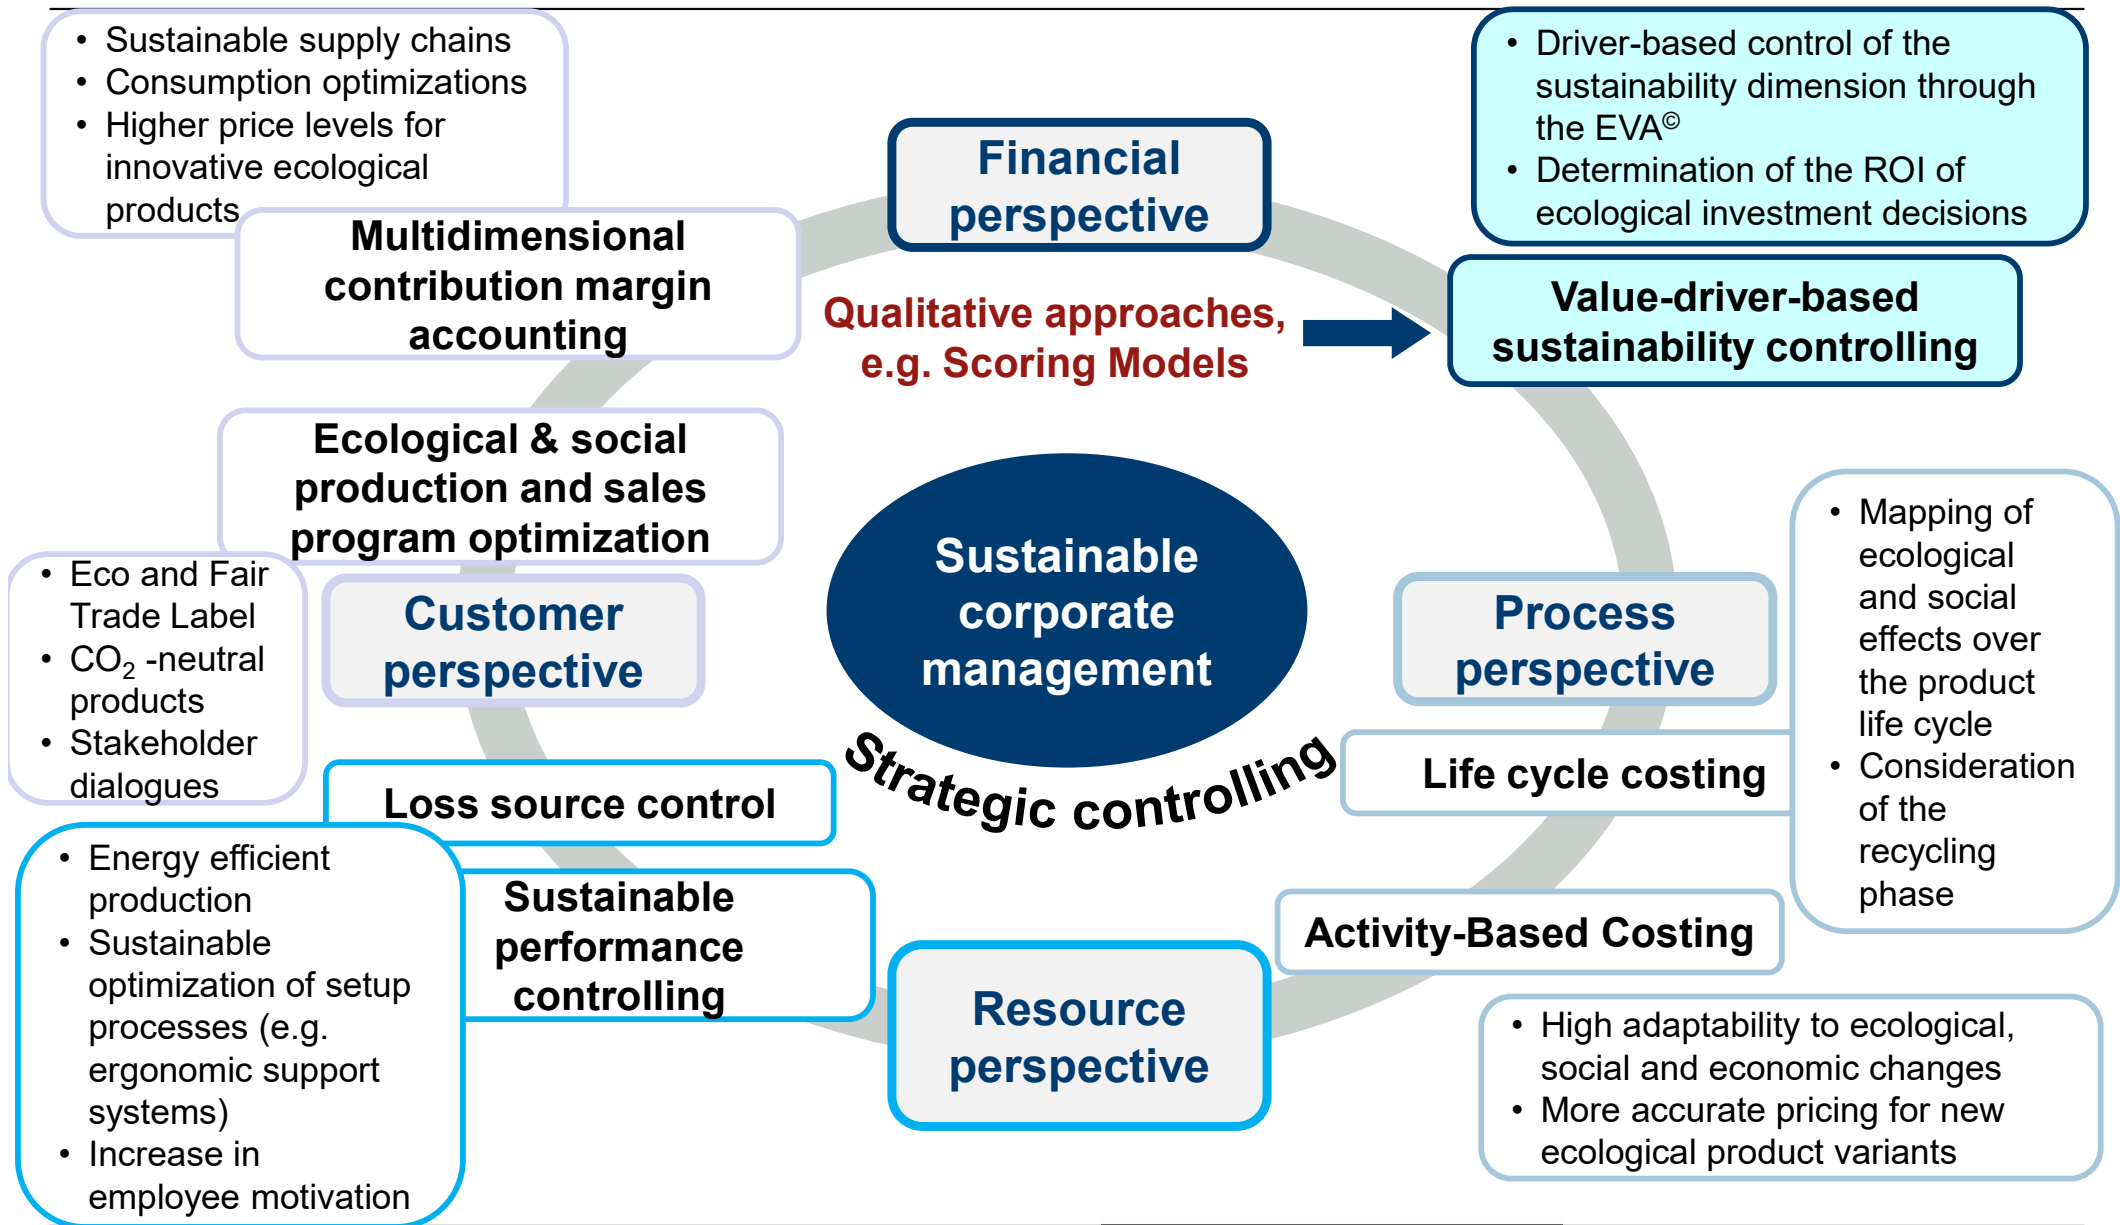 • Sustainable supply chains
• Consumption optimizations
• Higher price levels for
innovative ecological
products
Multidimensional
contribution margin
accounting
Financial
perspective
• Driver-based control of the
sustainability dimension through
the EVA©
• Determination of the ROI of
ecological investment decisions
Value-driver-based
sustainability controlling
Qualitative approaches,
e.g. Scoring Models
Ecological & social
production and sales
program optimization
• Eco and Fair
Trade Label
• CO₂ -neutral
products
• Stakeholder
dialogues
Customer
perspective
Sustainable
corporate
management
Strategic controlling
Process
perspective
• Mapping of
ecological
and social
effects over
the product
life cycle
• Consideration
of the
recycling
phase
Life cycle costing
Loss source control
• Energy efficient
production
• Sustainable
optimization of setup
processes (e.g.
ergonomic support
systems)
• Increase in
employee motivation
Sustainable
performance
controlling
Resource
perspective
Activity-Based Costing
• High adaptability to ecological,
social and economic changes
• More accurate pricing for new
ecological product variants